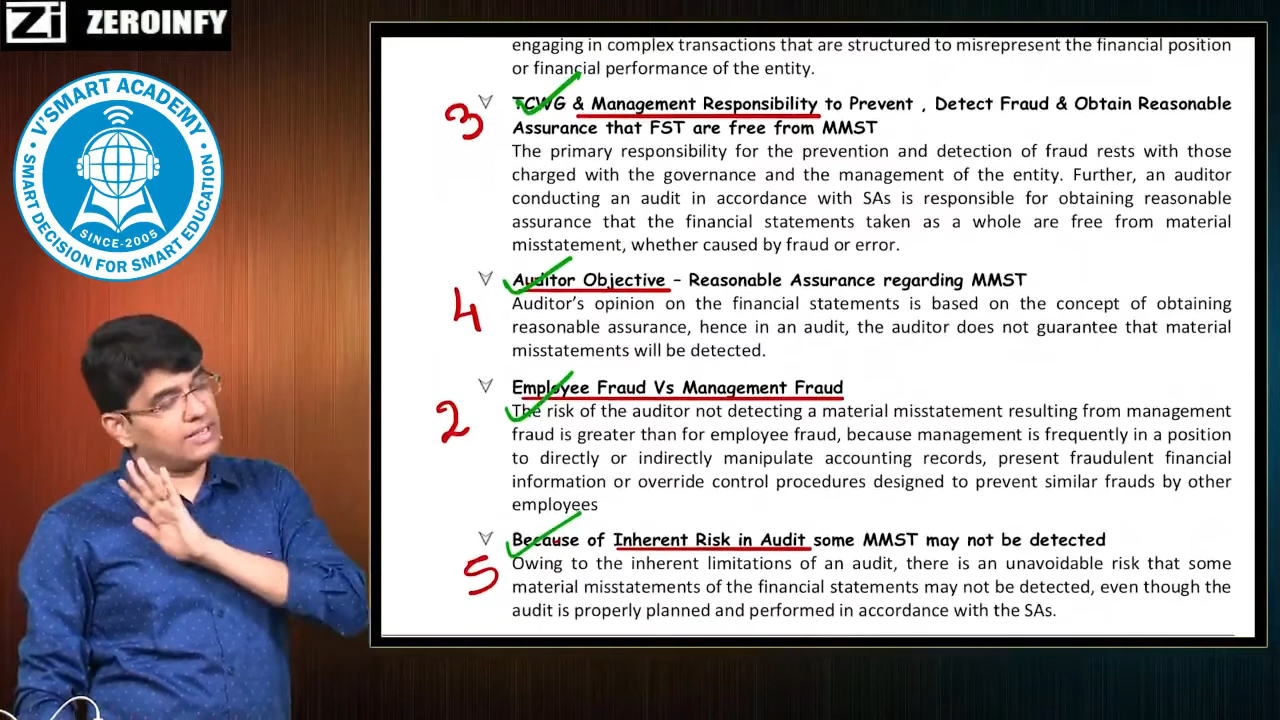 Zi ZEROINFY
V'SMART ACADEMY
SINCE-2005
SMART DECISION FOR SMART EDUCATION
engaging in complex transactions that are structured to misrepresent the financial position
or financial performance of the entity.
3 TCWG & Management Responsibility to Prevent , Detect Fraud & Obtain Reasonable
Assurance that FST are free from MMST
The primary responsibility for the prevention and detection of fraud rests with those
charged with the governance and the management of the entity. Further, an auditor
conducting an audit in accordance with SAs is responsible for obtaining reasonable
assurance that the financial statements taken as a whole are free from material
misstatement, whether caused by fraud or error.
4 Auditor Objective – Reasonable Assurance regarding MMST
Auditor's opinion on the financial statements is based on the concept of obtaining
reasonable assurance, hence in an audit, the auditor does not guarantee that material
misstatements will be detected.
2 Employee Fraud Vs Management Fraud
The risk of the auditor not detecting a material misstatement resulting from management
fraud is greater than for employee fraud, because management is frequently in a position
to directly or indirectly manipulate accounting records, present fraudulent financial
information or override control procedures designed to prevent similar frauds by other
employees
5 Because of Inherent Risk in Audit some MMST may not be detected
Owing to the inherent limitations of an audit, there is an unavoidable risk that some
material misstatements of the financial statements may not be detected, even though the
audit is properly planned and performed in accordance with the SAs.